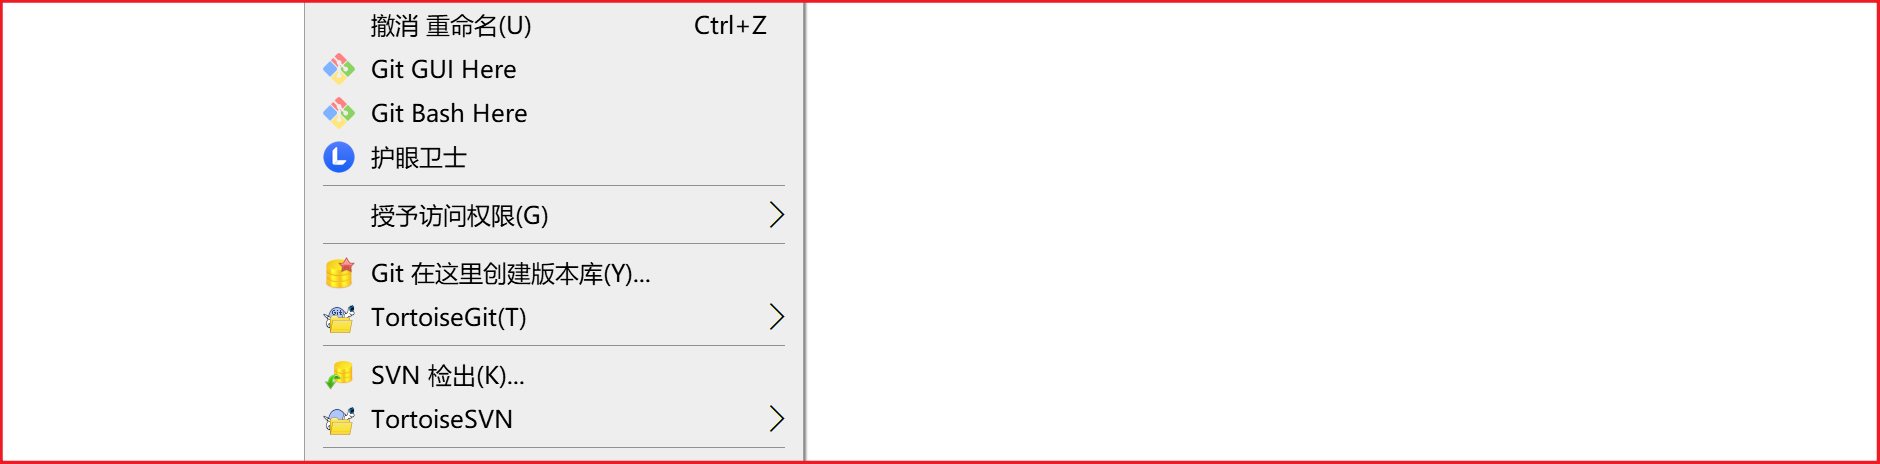 撤消 重命名(U) Ctrl+Z
Git GUI Here
Git Bash Here
护眼卫士
授予访问权限(G)
Git 在这里创建版本库(Y)...
TortoiseGit(T)
SVN 检出(K)...
TortoiseSVN